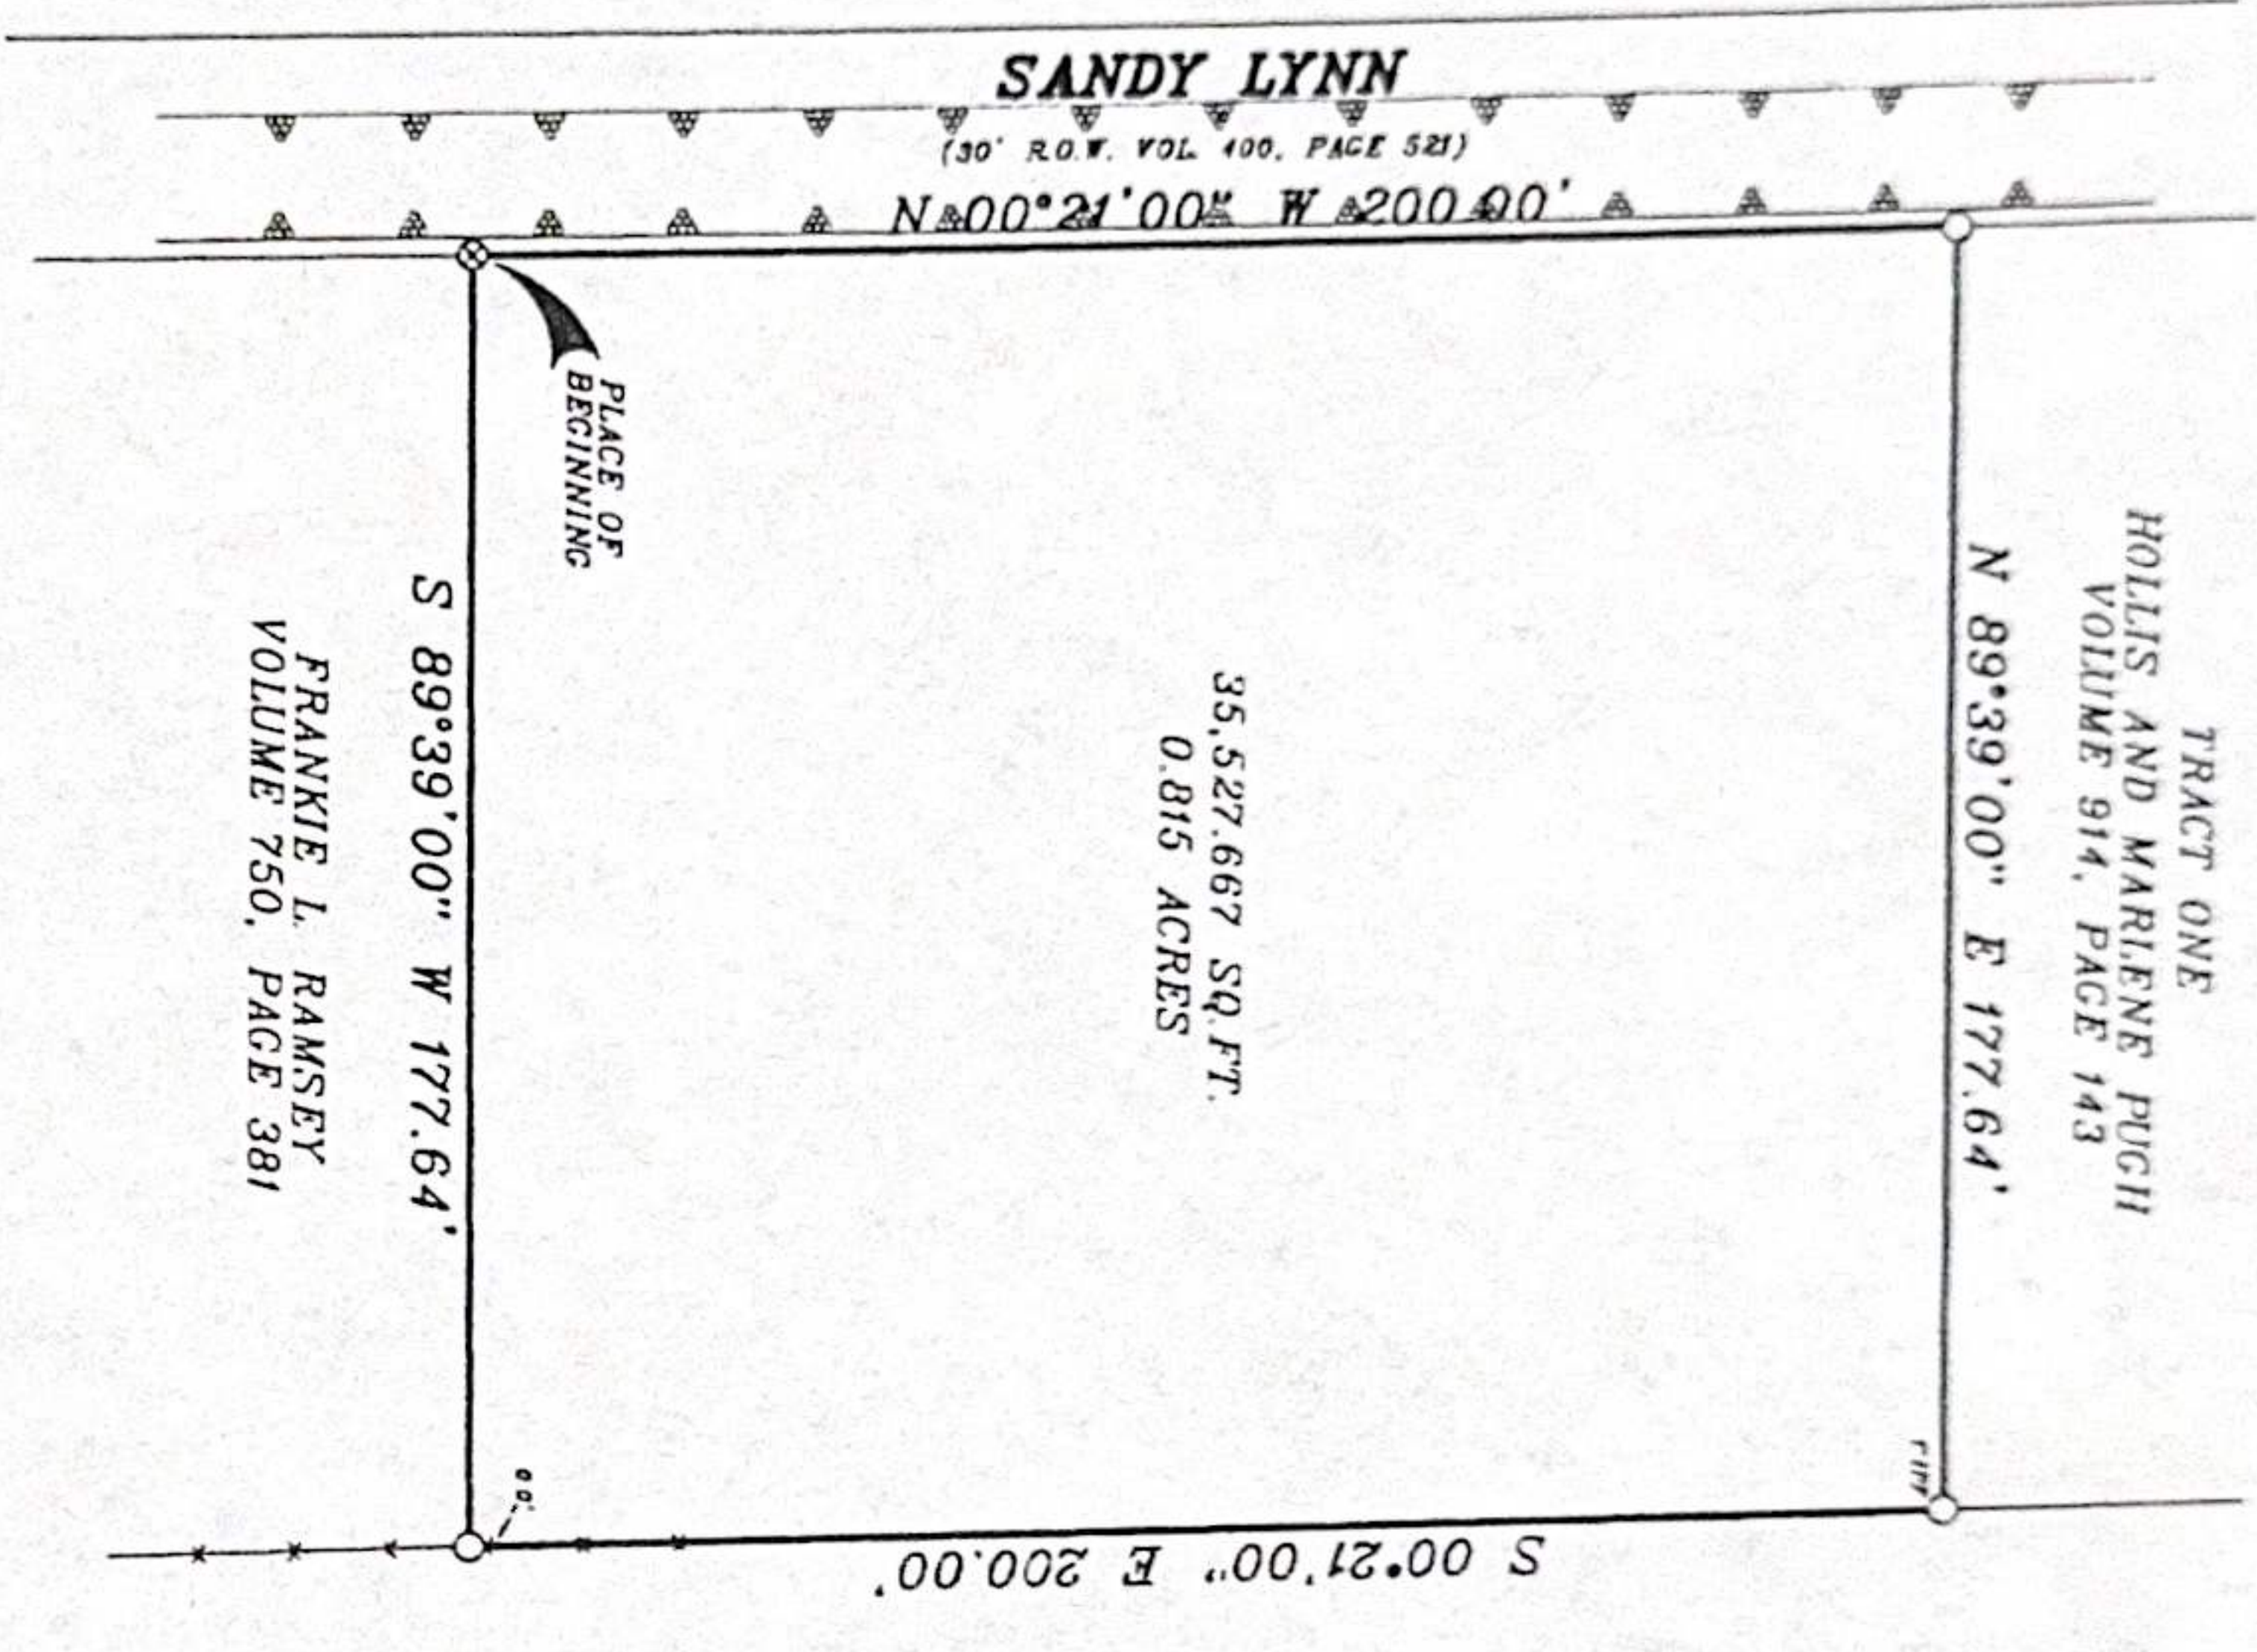 SANDY LYNN
(30' R.O.W. VOL. 400, PAGE 521)
N 00°21'00" W 200.00'
PLACE OF
BEGINNING
TRACT ONE
HOLLIS AND MARLENE PUGH
VOLUME 914, PAGE 143
N 89°39'00" E 177.64'
35,527.667 SQ.FT.
0.815 ACRES
S 89°39'00" W 177.64'
FRANKIE L. RAMSEY
VOLUME 750, PAGE 381
0.0'
S 00°21'00" E 200.00'